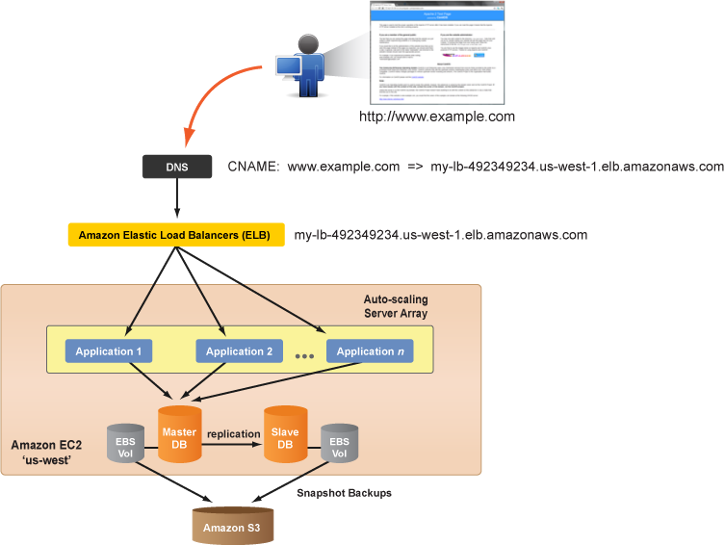 http://www.example.com
DNS
CNAME: www.example.com => my-lb-492349234.us-west-1.elb.amazonaws.com
Amazon Elastic Load Balancers (ELB)
my-lb-492349234.us-west-1.elb.amazonaws.com
Auto-scaling
Server Array
Application 1
Application 2
•••
Application n
Master
DB
replication
Slave
DB
EBS
Vol
EBS
Vol
Amazon EC2
'us-west'
Snapshot Backups
Amazon S3